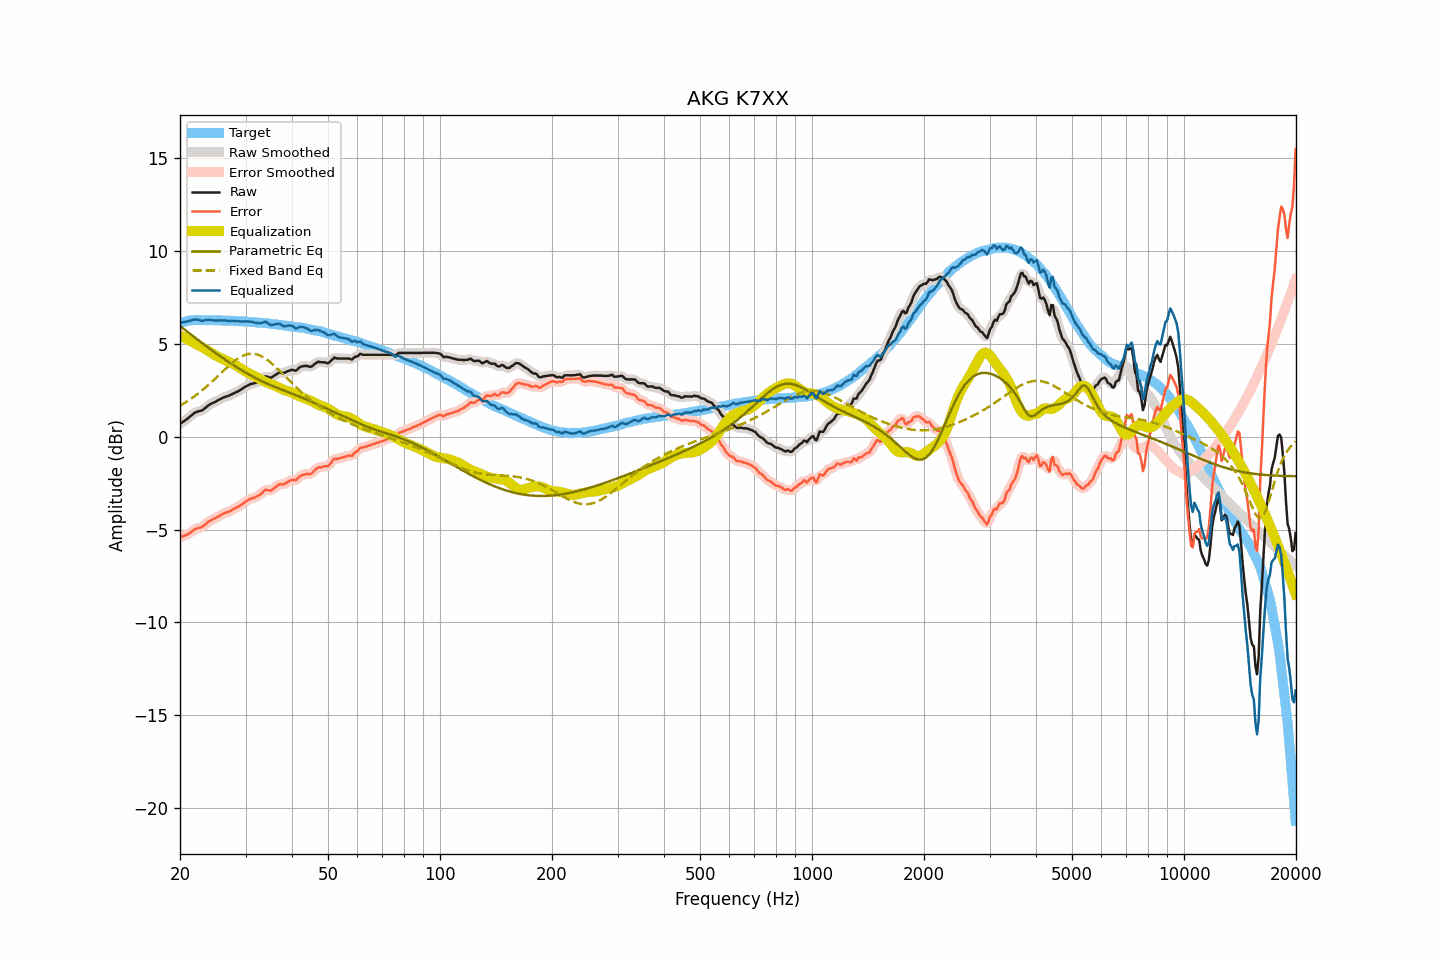 AKG K7XX
Target
Raw Smoothed
Error Smoothed
Raw
Error
Equalization
Parametric Eq
Fixed Band Eq
Equalized
15
10
5
0
−5
−10
−15
−20
Amplitude (dBr)
20 50 100 200 500 1000 2000 5000 10000 20000
Frequency (Hz)